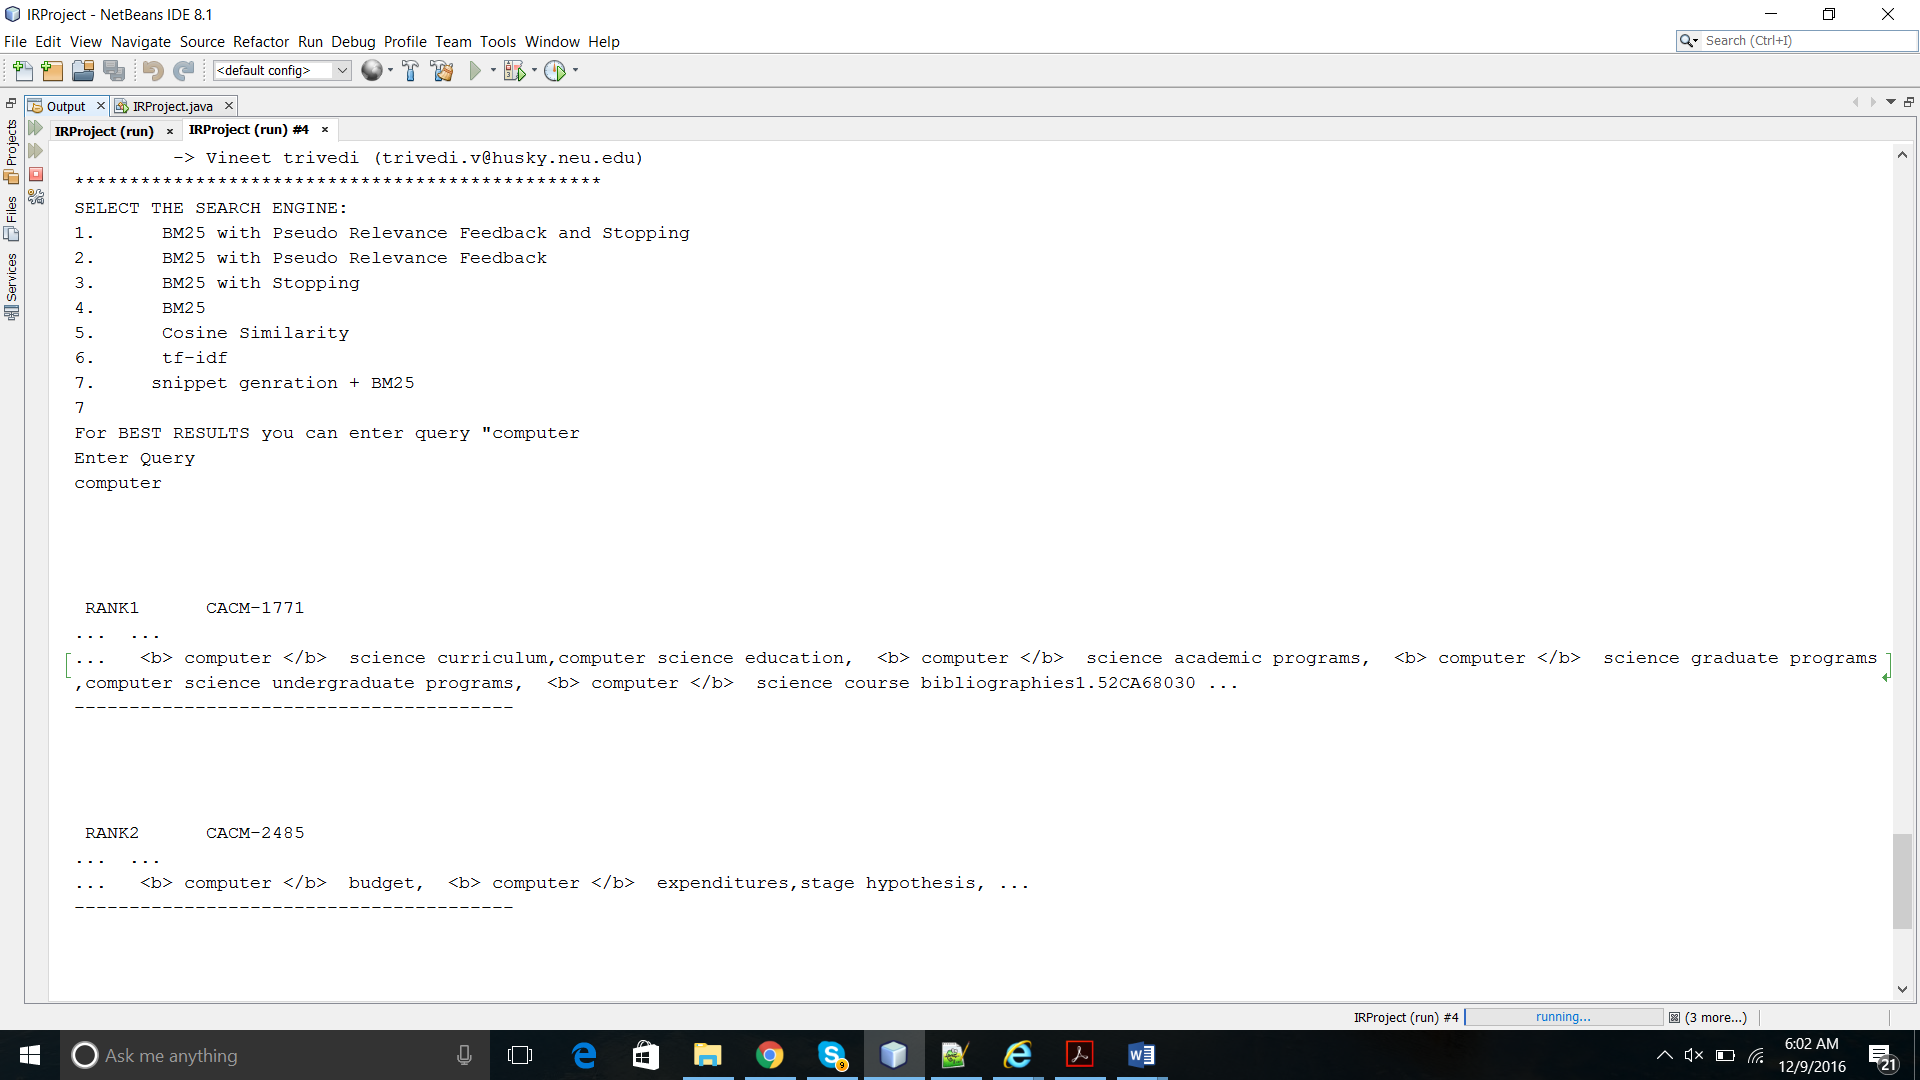 IRProject - NetBeans IDE 8.1
File Edit View Navigate Source Refactor Run Debug Profile Team Tools Window Help
Search (Ctrl+I)
<default config>
Output
IRProject.java
IRProject (run)
IRProject (run) #4
Projects
Files
Services
-> Vineet trivedi (trivedi.v@husky.neu.edu)
************************************************
SELECT THE SEARCH ENGINE:
1. BM25 with Pseudo Relevance Feedback and Stopping
2. BM25 with Pseudo Relevance Feedback
3. BM25 with Stopping
4. BM25
5. Cosine Similarity
6. tf-idf
7. snippet genration + BM25
7
For BEST RESULTS you can enter query "computer
Enter Query
computer
RANK1 CACM-1771
... ...
... <b> computer </b> science curriculum,computer science education, <b> computer </b> science academic programs, <b> computer </b> science graduate programs
,computer science undergraduate programs, <b> computer </b> science course bibliographies1.52CA68030 ...
----------------------------------------
RANK2 CACM-2485
... ...
... <b> computer </b> budget, <b> computer </b> expenditures,stage hypothesis, ...
----------------------------------------
IRProject (run) #4
running...
(3 more...)
Ask me anything
9
6:02 AM
12/9/2016
21